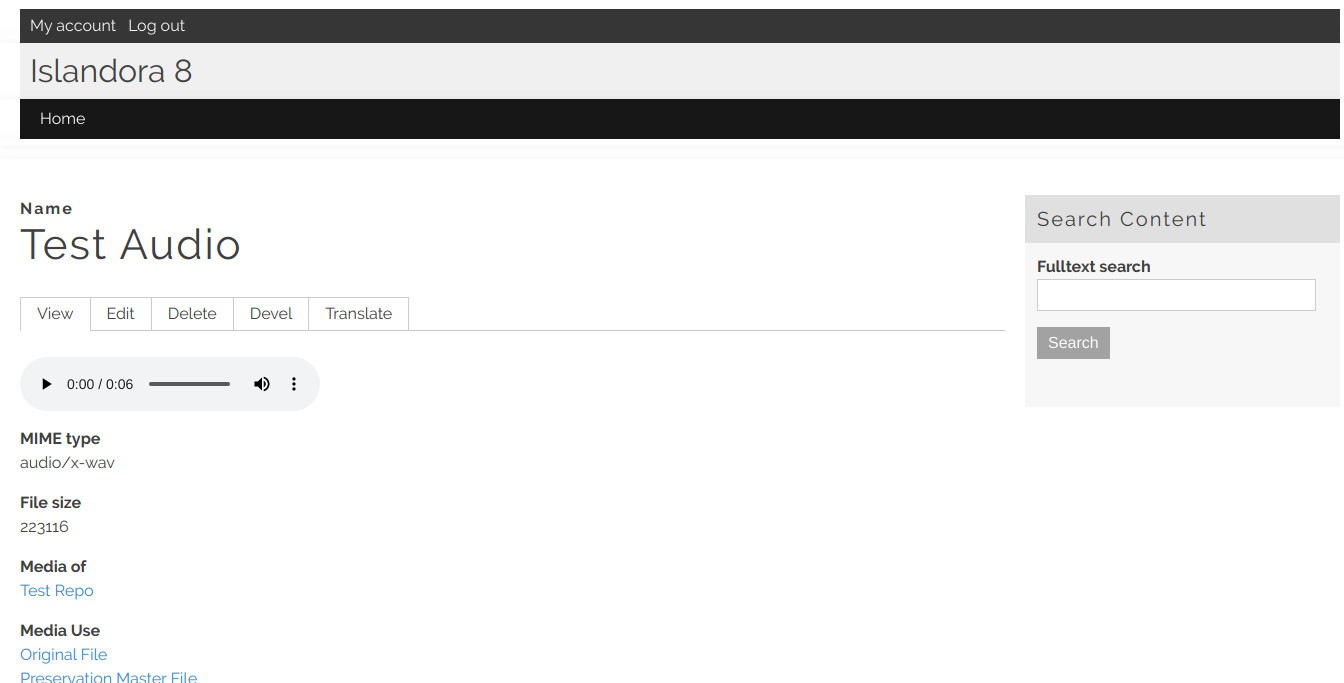 My account Log out
Islandora 8
Home
Name
Test Audio
View Edit Delete Devel Translate
0:00 / 0:06
MIME type
audio/x-wav
File size
223116
Media of
Test Repo
Media Use
Original File
Preservation Master File
Search Content
Fulltext search
Search